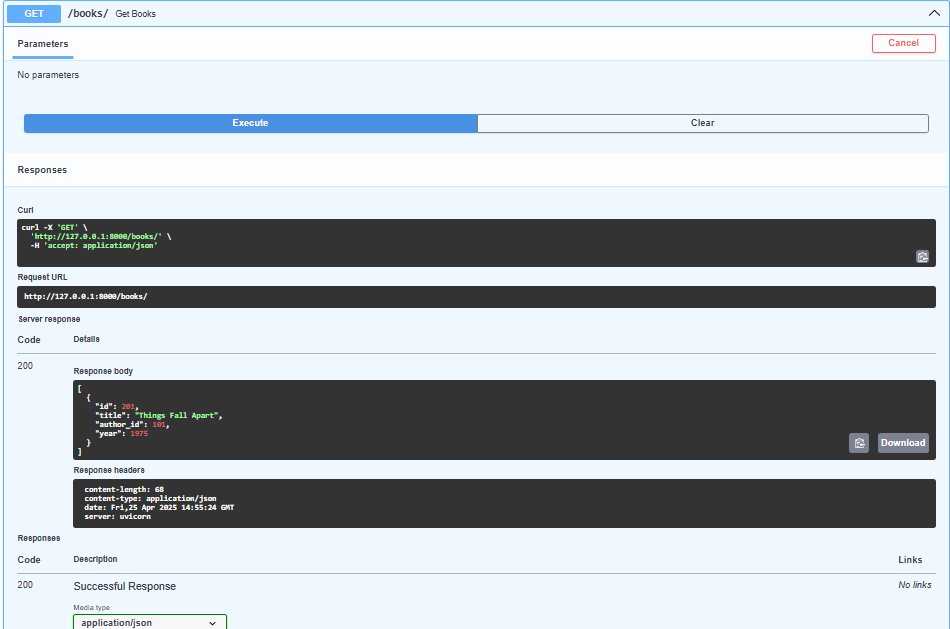 GET /books/ Get Books
Parameters
Cancel
No parameters
Execute
Clear
Responses
Curl
curl -X 'GET' \
'http://127.0.0.1:8000/books/' \
-H 'accept: application/json'
Request URL
http://127.0.0.1:8000/books/
Server response
Code Details
200
Response body
[
{
"id": 201,
"title": "Things Fall Apart",
"author_id": 101,
"year": 1975
}
]
Download
Response headers
content-length: 68
content-type: application/json
date: Fri,25 Apr 2025 14:55:24 GMT
server: uvicorn
Responses
Code Description Links
200 Successful Response No links
Media type
application/json